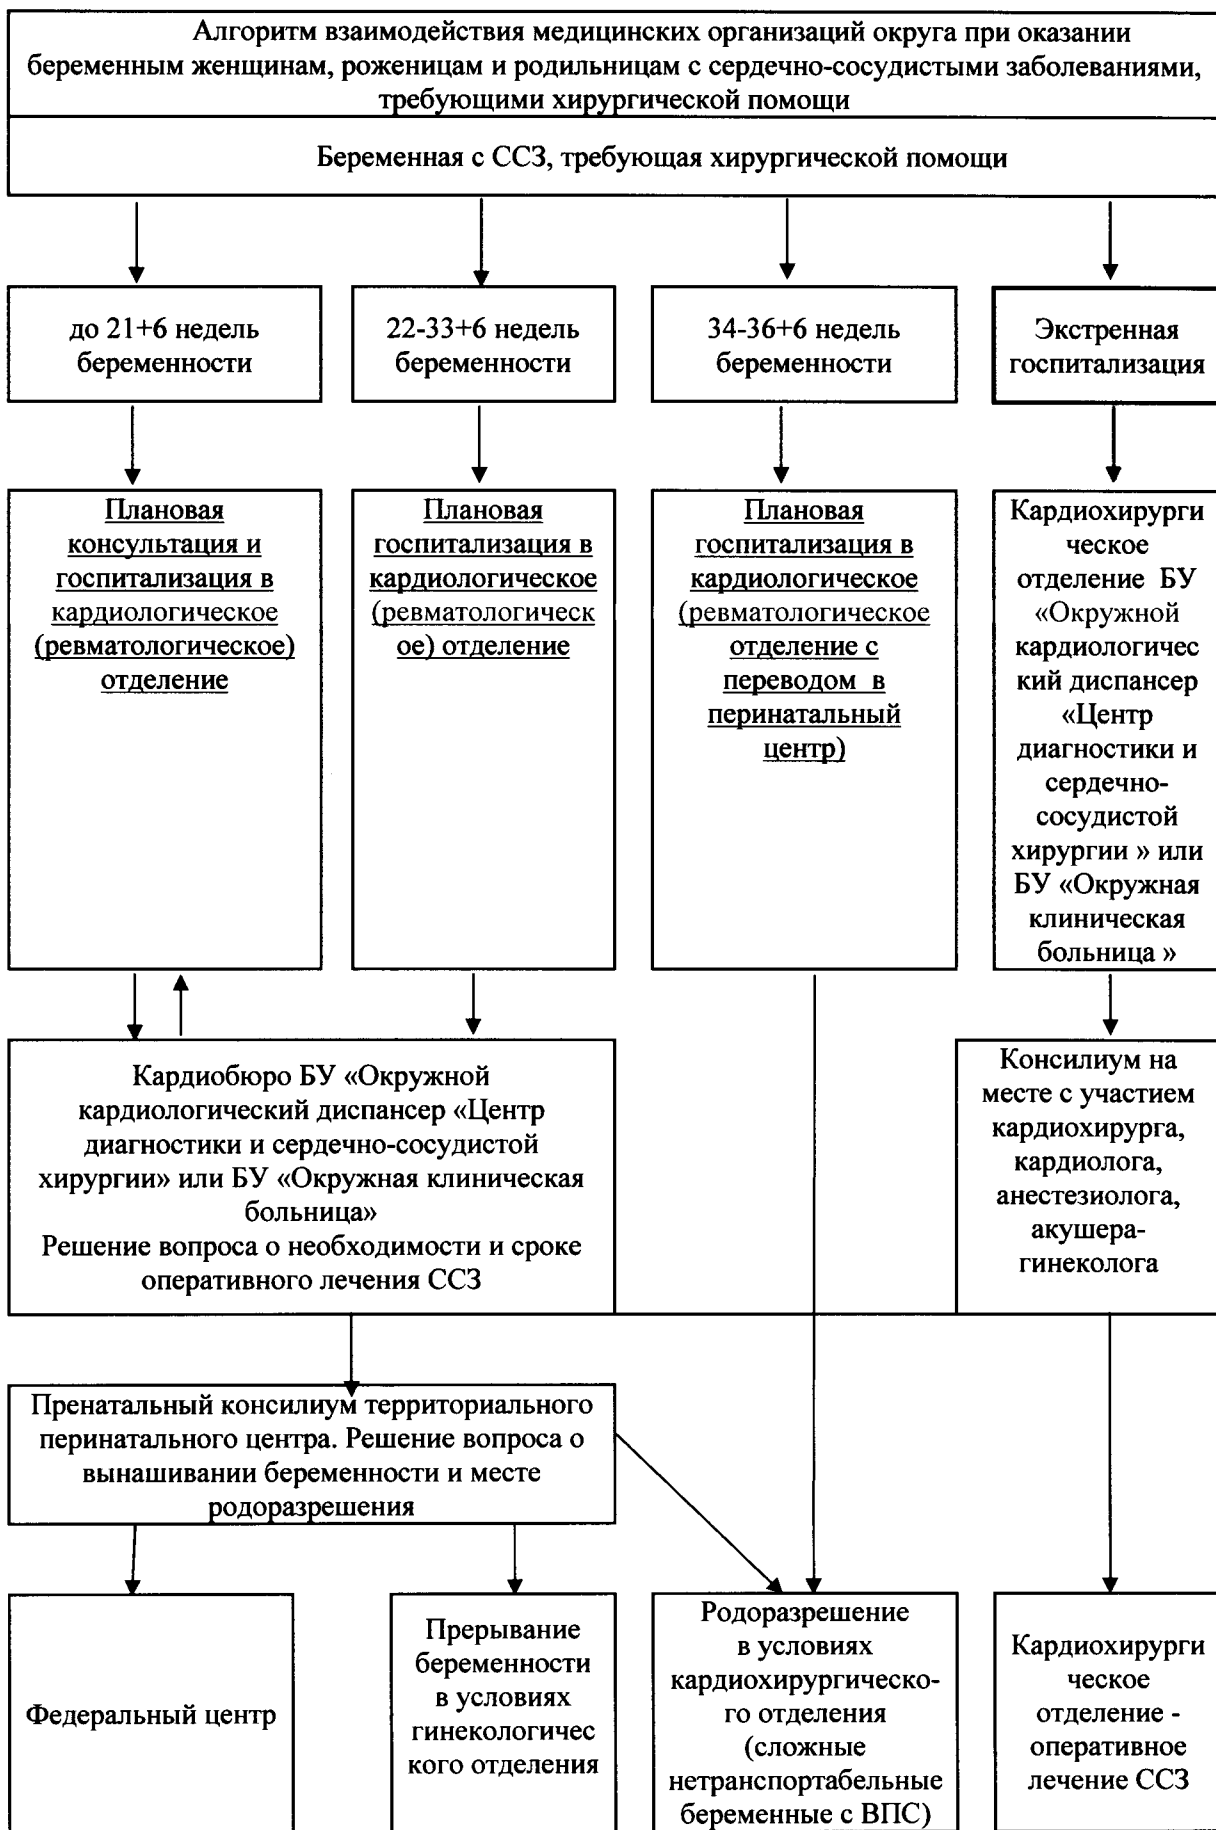 Алгоритм взаимодействия медицинских организаций округа при оказании
беременным женщинам, роженицам и родильницам с сердечно-сосудистыми заболеваниями,
требующими хирургической помощи
Беременная с ССЗ, требующая хирургической помощи
до 21+6 недель
беременности
22-33+6 недель
беременности
34-36+6 недель
беременности
Экстренная
госпитализация
Плановая
консультация и
госпитализация в
кардиологическое
(ревматологическое)
отделение
Плановая
госпитализация в
кардиологическое
(ревматологическ
ое) отделение
Плановая
госпитализация в
кардиологическое
(ревматологическое
отделение с
переводом в
перинатальный
центр)
Кардиохирурги
ческое
отделение БУ
«Окружной
кардиологичес
кий диспансер
«Центр
диагностики и
сердечно-
сосудистой
хирургии » или
БУ «Окружная
клиническая
больница »
Кардиобюро БУ «Окружной
кардиологический диспансер «Центр
диагностики и сердечно-сосудистой
хирургии» или БУ «Окружная клиническая
больница»
Решение вопроса о необходимости и сроке
оперативного лечения ССЗ
Консилиум на
месте с участием
кардиохирурга,
кардиолога,
анестезиолога,
акушера-
гинеколога
Пренатальный консилиум территориального
перинатального центра. Решение вопроса о
вынашивании беременности и месте
родоразрешения
Федеральный центр
Прерывание
беременности
в условиях
гинекологичес
кого отделения
Родоразрешение
в условиях
кардиохирургическо-
го отделения
(сложные
нетранспортабельные
беременные с ВПС)
Кардиохирурги
ческое
отделение -
оперативное
лечение ССЗ